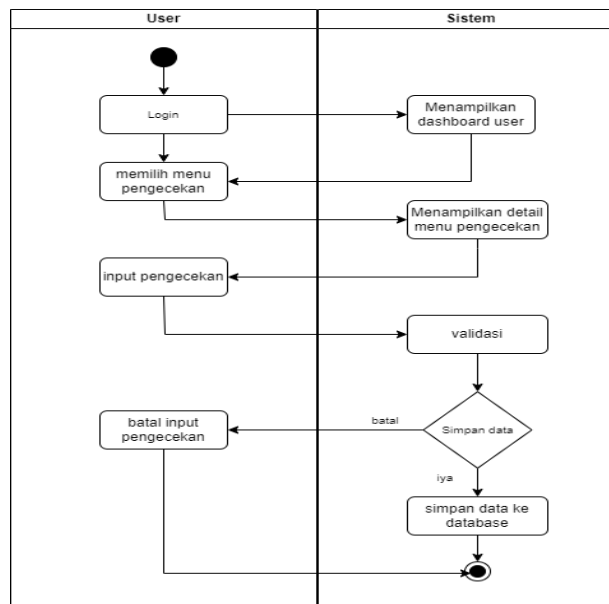 User
Sistem
Login
Menampilkan
dashboard user
memilih menu
pengecekan
Menampilkan detail
menu pengecekan
input pengecekan
validasi
Simpan data
batal
batal input
pengecekan
iya
simpan data ke
database